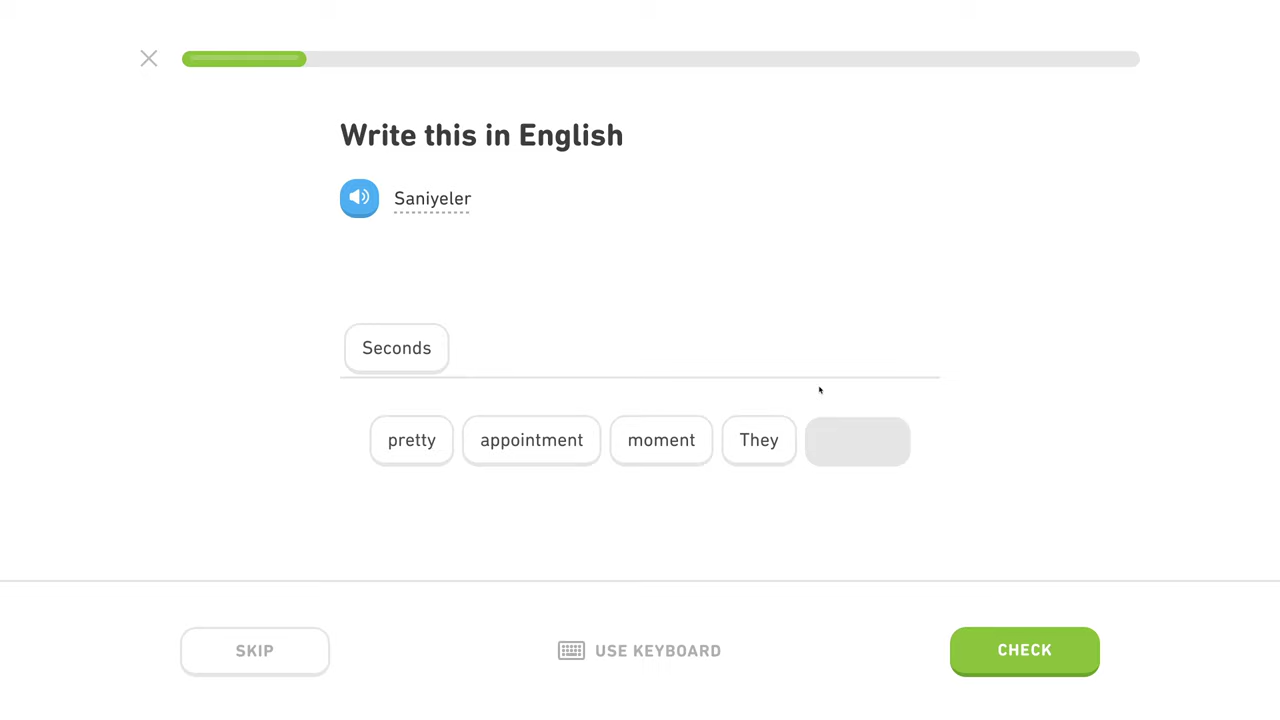 Write this in English
Saniyeler
Seconds
pretty appointment moment They
SKIP USE KEYBOARD CHECK